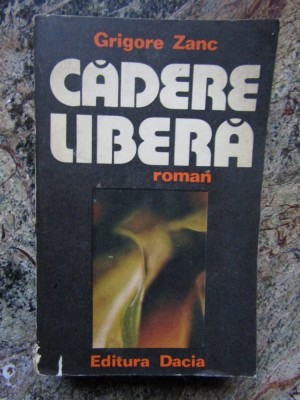 Grigore Zanc
CĂDERE
LIBERĂ
roman
Editura Dacia